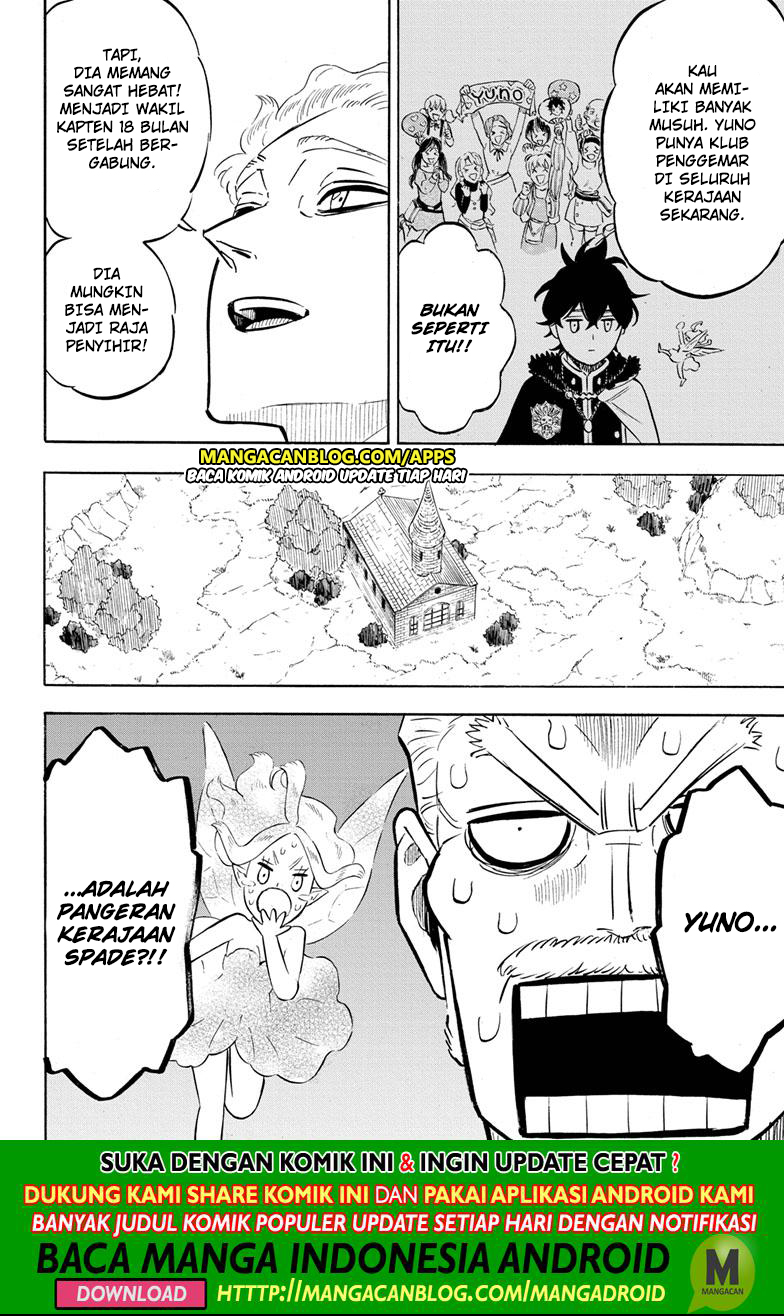 KAU
AKAN MEMI-
LIKI BANYAK
MUSUH. YUNO
PUNYA KLUB
PENGGEMAR
DI SELURUH
KERAJAAN
SEKARANG.
YUNO
BUKAN
SEPERTI
ITU!!
TAPI,
DIA MEMANG
SANGAT HEBAT!
MENJADI WAKIL
KAPTEN 18 BULAN
SETELAH BER-
GABUNG.
DIA
MUNGKIN
BISA MEN-
JADI RAJA
PENYIHIR!
MANGACANBLOG.COM/APPS
BACA KOMIK ANDROID UPDATE TIAP HARI
YUNO...
...ADALAH
PANGERAN
KERAJAAN
SPADE?!!
SUKA DENGAN KOMIK INI & INGIN UPDATE CEPAT ?
DUKUNG KAMI SHARE KOMIK INI DAN PAKAI APLIKASI ANDROID KAMI
BANYAK JUDUL KOMIK POPULER UPDATE SETIAP HARI DENGAN NOTIFIKASI
BACA MANGA INDONESIA ANDROID
DOWNLOAD HTTTP://MANGACANBLOG.COM/MANGADROID
M
MANGACAN